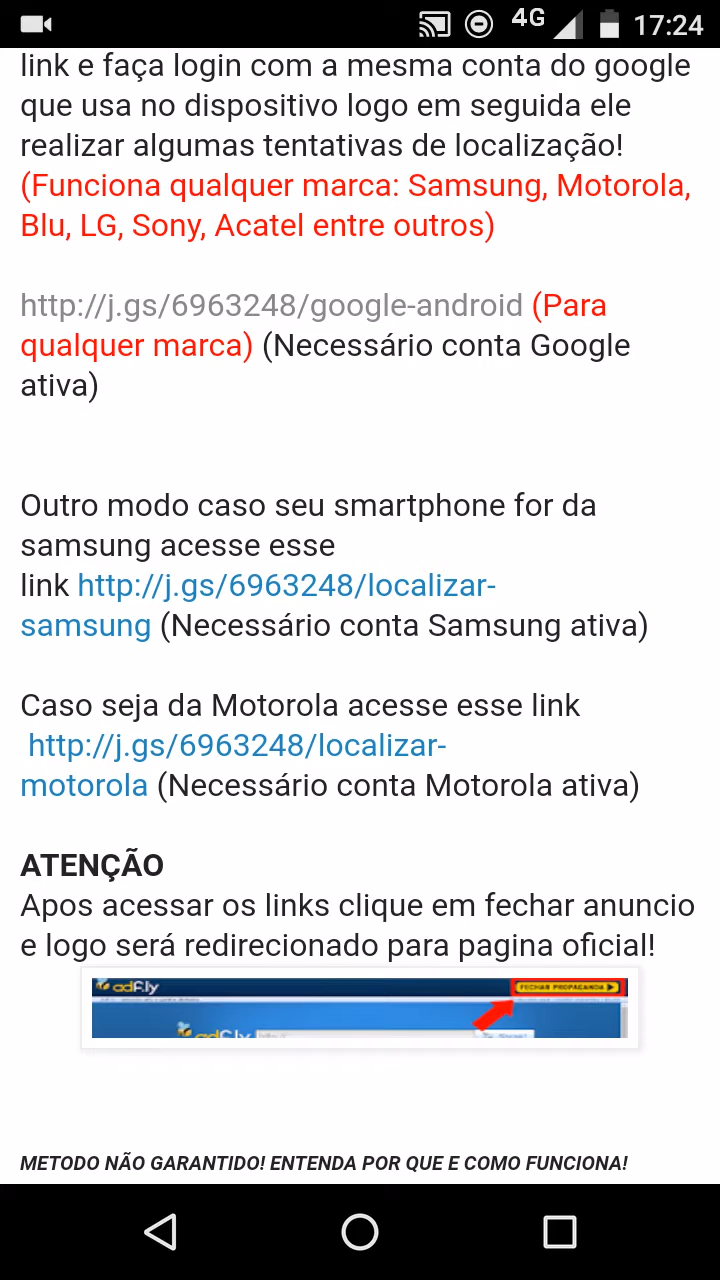 4G 17:24
link e faça login com a mesma conta do google
que usa no dispositivo logo em seguida ele
realizar algumas tentativas de localização!
(Funciona qualquer marca: Samsung, Motorola,
Blu, LG, Sony, Acatel entre outros)
http://j.gs/6963248/google-android (Para
qualquer marca) (Necessário conta Google
ativa)
Outro modo caso seu smartphone for da
samsung acesse esse
link http://j.gs/6963248/localizar-
samsung (Necessário conta Samsung ativa)
Caso seja da Motorola acesse esse link
http://j.gs/6963248/localizar-
motorola (Necessário conta Motorola ativa)
ATENÇÃO
Apos acessar os links clique em fechar anuncio
e logo será redirecionado para pagina oficial!
adf.ly FECHAR PROPAGANDA
adf.ly
METODO NÃO GARANTIDO! ENTENDA POR QUE E COMO FUNCIONA!